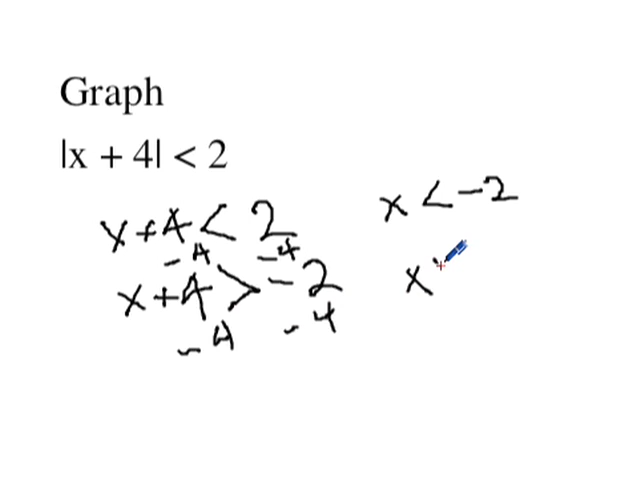 Graph
|x + 4| < 2
x+4 < 2
-4 -4
x+4 > -2
-4 -4
x < -2
x